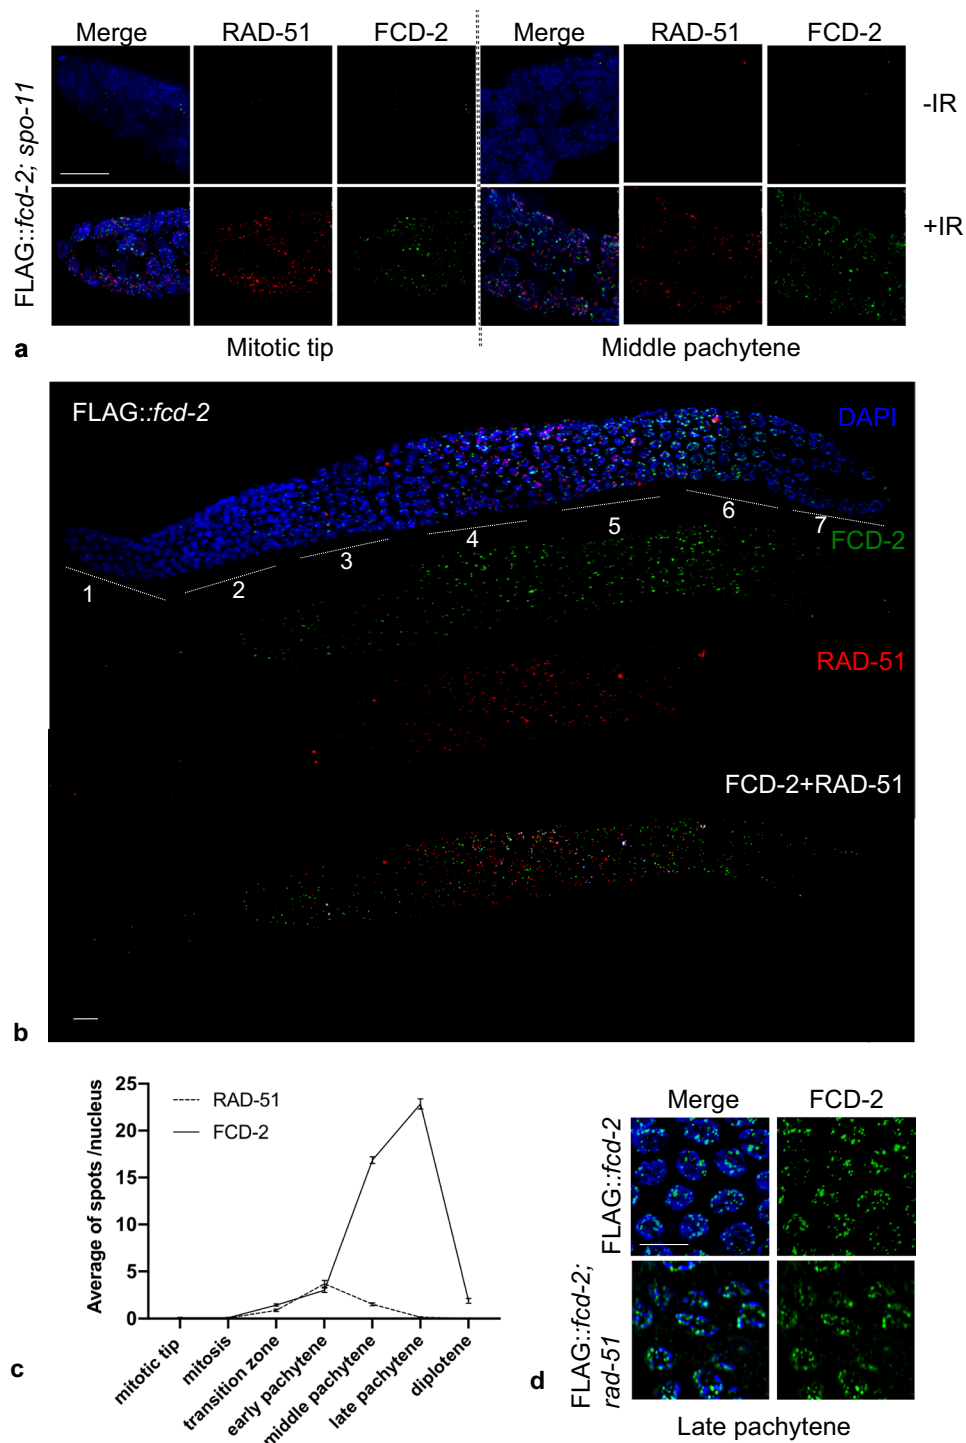 Merge RAD-51 FCD-2 Merge RAD-51 FCD-2
FLAG::fcd-2; spo-11
-IR
+IR
a
Mitotic tip Middle pachytene
FLAG::fcd-2
DAPI
1 2 3 4 5 6 7
FCD-2
RAD-51
FCD-2+RAD-51
b
Average of spots /nucleus
25
20
15
10
5
0
RAD-51
FCD-2
mitotic tip
mitosis
transition zone
early pachytene
middle pachytene
late pachytene
diplotene
c
Merge FCD-2
FLAG::fcd-2
FLAG::fcd-2;
rad-51
d
Late pachytene